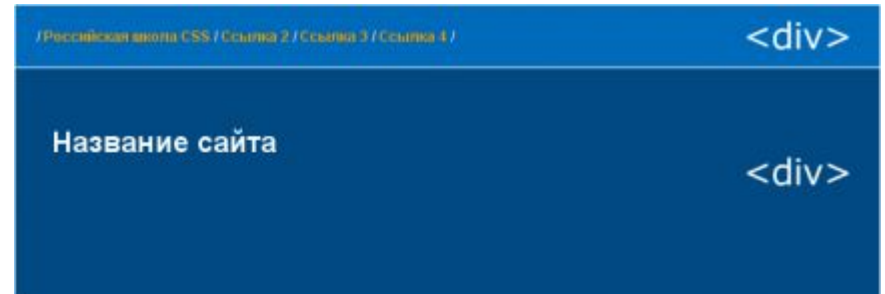 / Российская школа CSS / Ссылка 2 / Ссылка 3 / Ссылка 4 /
<div>
Название сайта
<div>